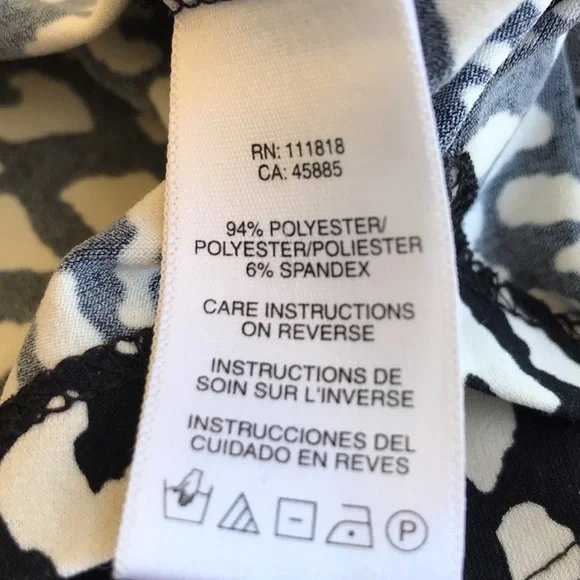 RN: 111818
CA: 45885
94% POLYESTER/
POLYESTER/POLIESTER
6% SPANDEX
CARE INSTRUCTIONS
ON REVERSE
INSTRUCTIONS DE
SOIN SUR L'INVERSE
INSTRUCCIONES DEL
CUIDADO EN REVES
P